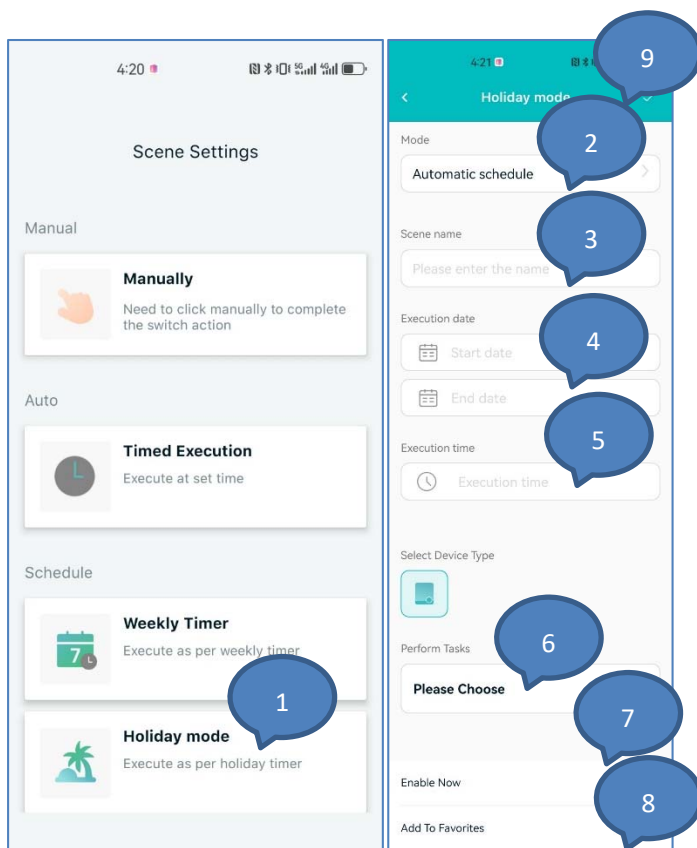 4:20
5G
4G
Scene Settings
Manual
Manually
Need to click manually to complete
the switch action
Auto
Timed Execution
Execute at set time
Schedule
Weekly Timer
7
Execute as per weekly timer
1
Holiday mode
Execute as per holiday timer
4:21
9
Holiday mode
Mode
2
Automatic schedule
Scene name
3
Please enter the name
Execution date
4
Start date
End date
5
Execution time
Execution time
Select Device Type
Perform Tasks
6
Please Choose
7
Enable Now
8
Add To Favorites